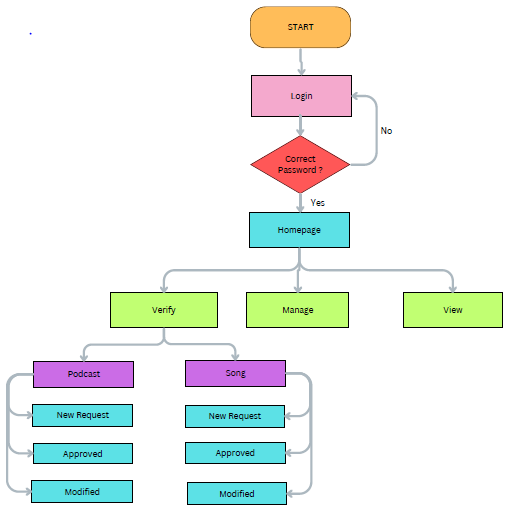 START
Login
No
Correct
Password ?
Yes
Homepage
Verify
Manage
View
Podcast
Song
New Request
New Request
Approved
Approved
Modified
Modified